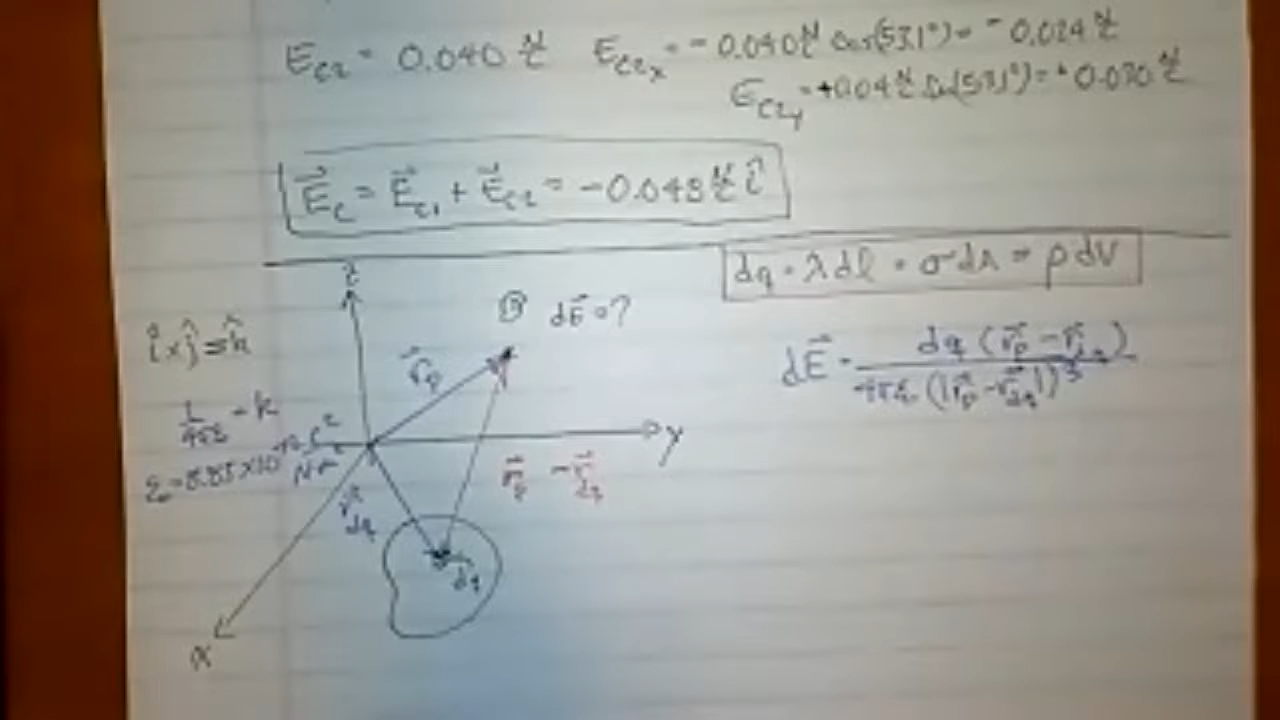 E_C2 = 0.040 N/C   E_C2x = -0.040 N/C cos(53.1°) = -0.024 N/C
E_C2y = +0.04 N/C sin(53.1°) = +0.030 N/C
E⃗_C = E⃗_C1 + E⃗_C2 = -0.048 N/C î
dq = λdl = σdA = ρdV
z
P   dE⃗ = ?
î × ĵ = k̂
r⃗_P
dE⃗ = dq (r⃗_P - r⃗_dq) / 4πε₀ (|r⃗_P - r⃗_dq|)³
1/4πε₀ = k
y
ε₀ = 8.85×10⁻¹² C²/Nm²
r⃗_P - r⃗_dq
r⃗_dq
dq
x